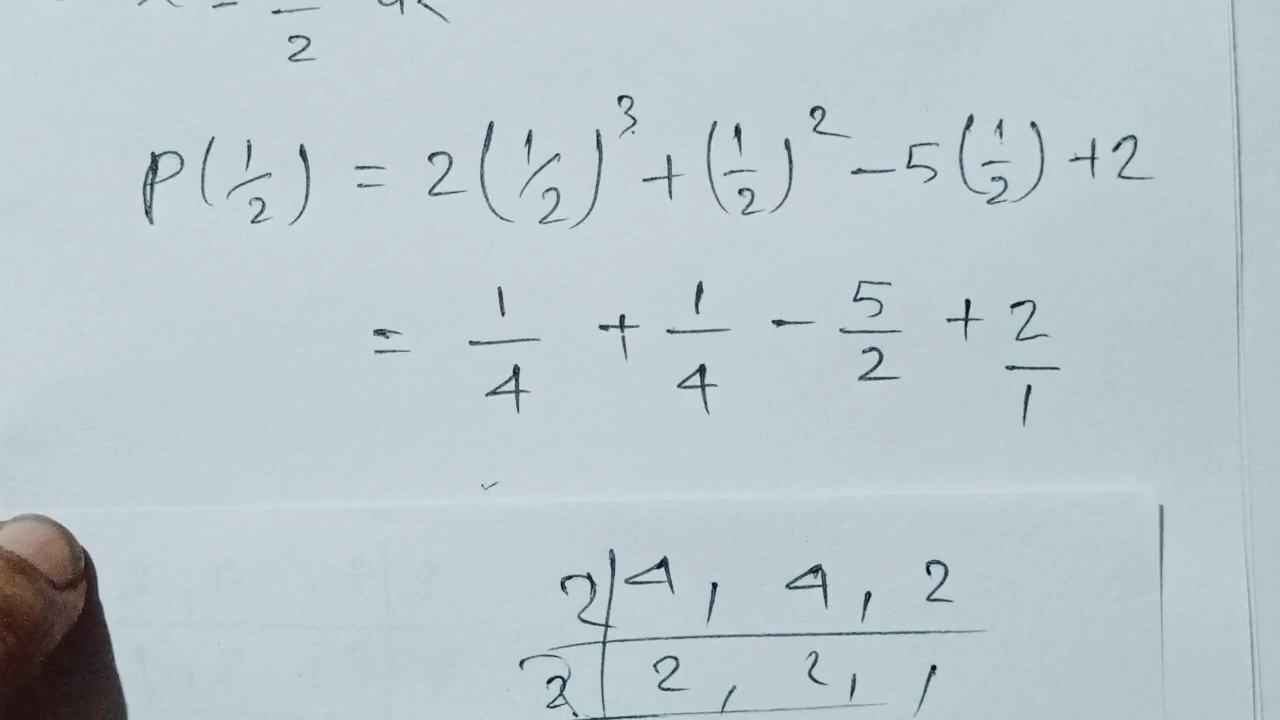 2
P(1/2) = 2(1/2)³ + (1/2)² - 5(1/2) + 2
= 1/4 + 1/4 - 5/2 + 2/1
2 | 4, 4, 2
2 | 2, 2, 1